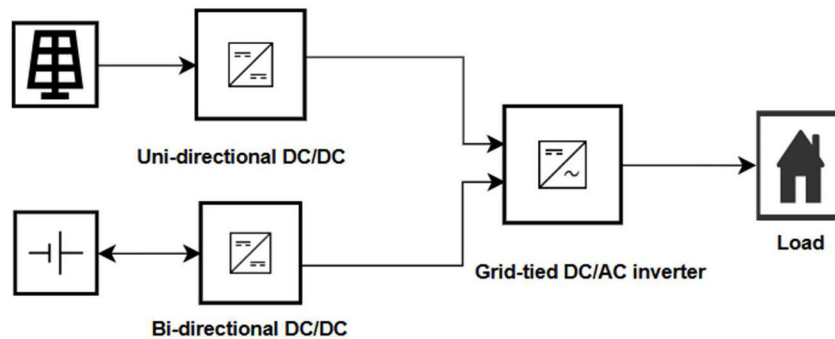 Uni-directional DC/DC
Grid-tied DC/AC inverter
Load
Bi-directional DC/DC